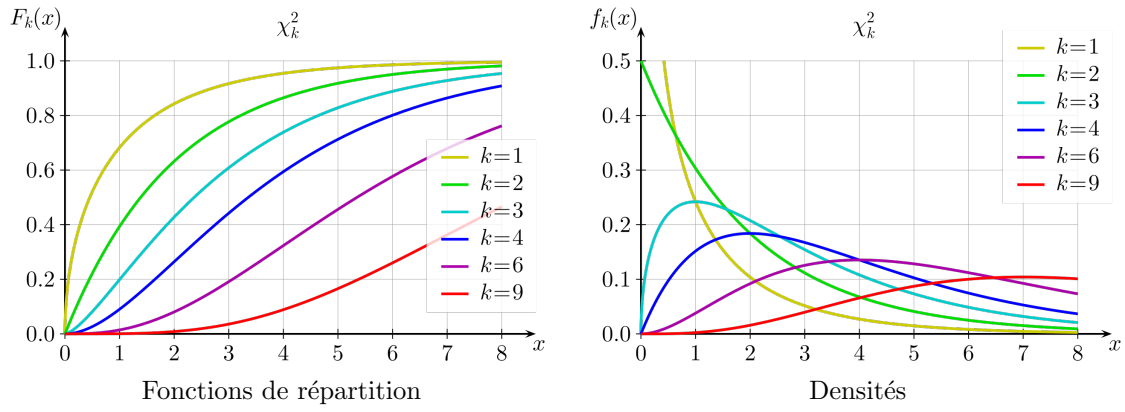 F_k(x)
χ²_k
1.0
0.8
0.6
0.4
0.2
0.0
k=1
k=2
k=3
k=4
k=6
k=9
0 1 2 3 4 5 6 7 8 x
Fonctions de répartition
f_k(x)
χ²_k
0.5
0.4
0.3
0.2
0.1
0.0
k=1
k=2
k=3
k=4
k=6
k=9
0 1 2 3 4 5 6 7 8 x
Densités